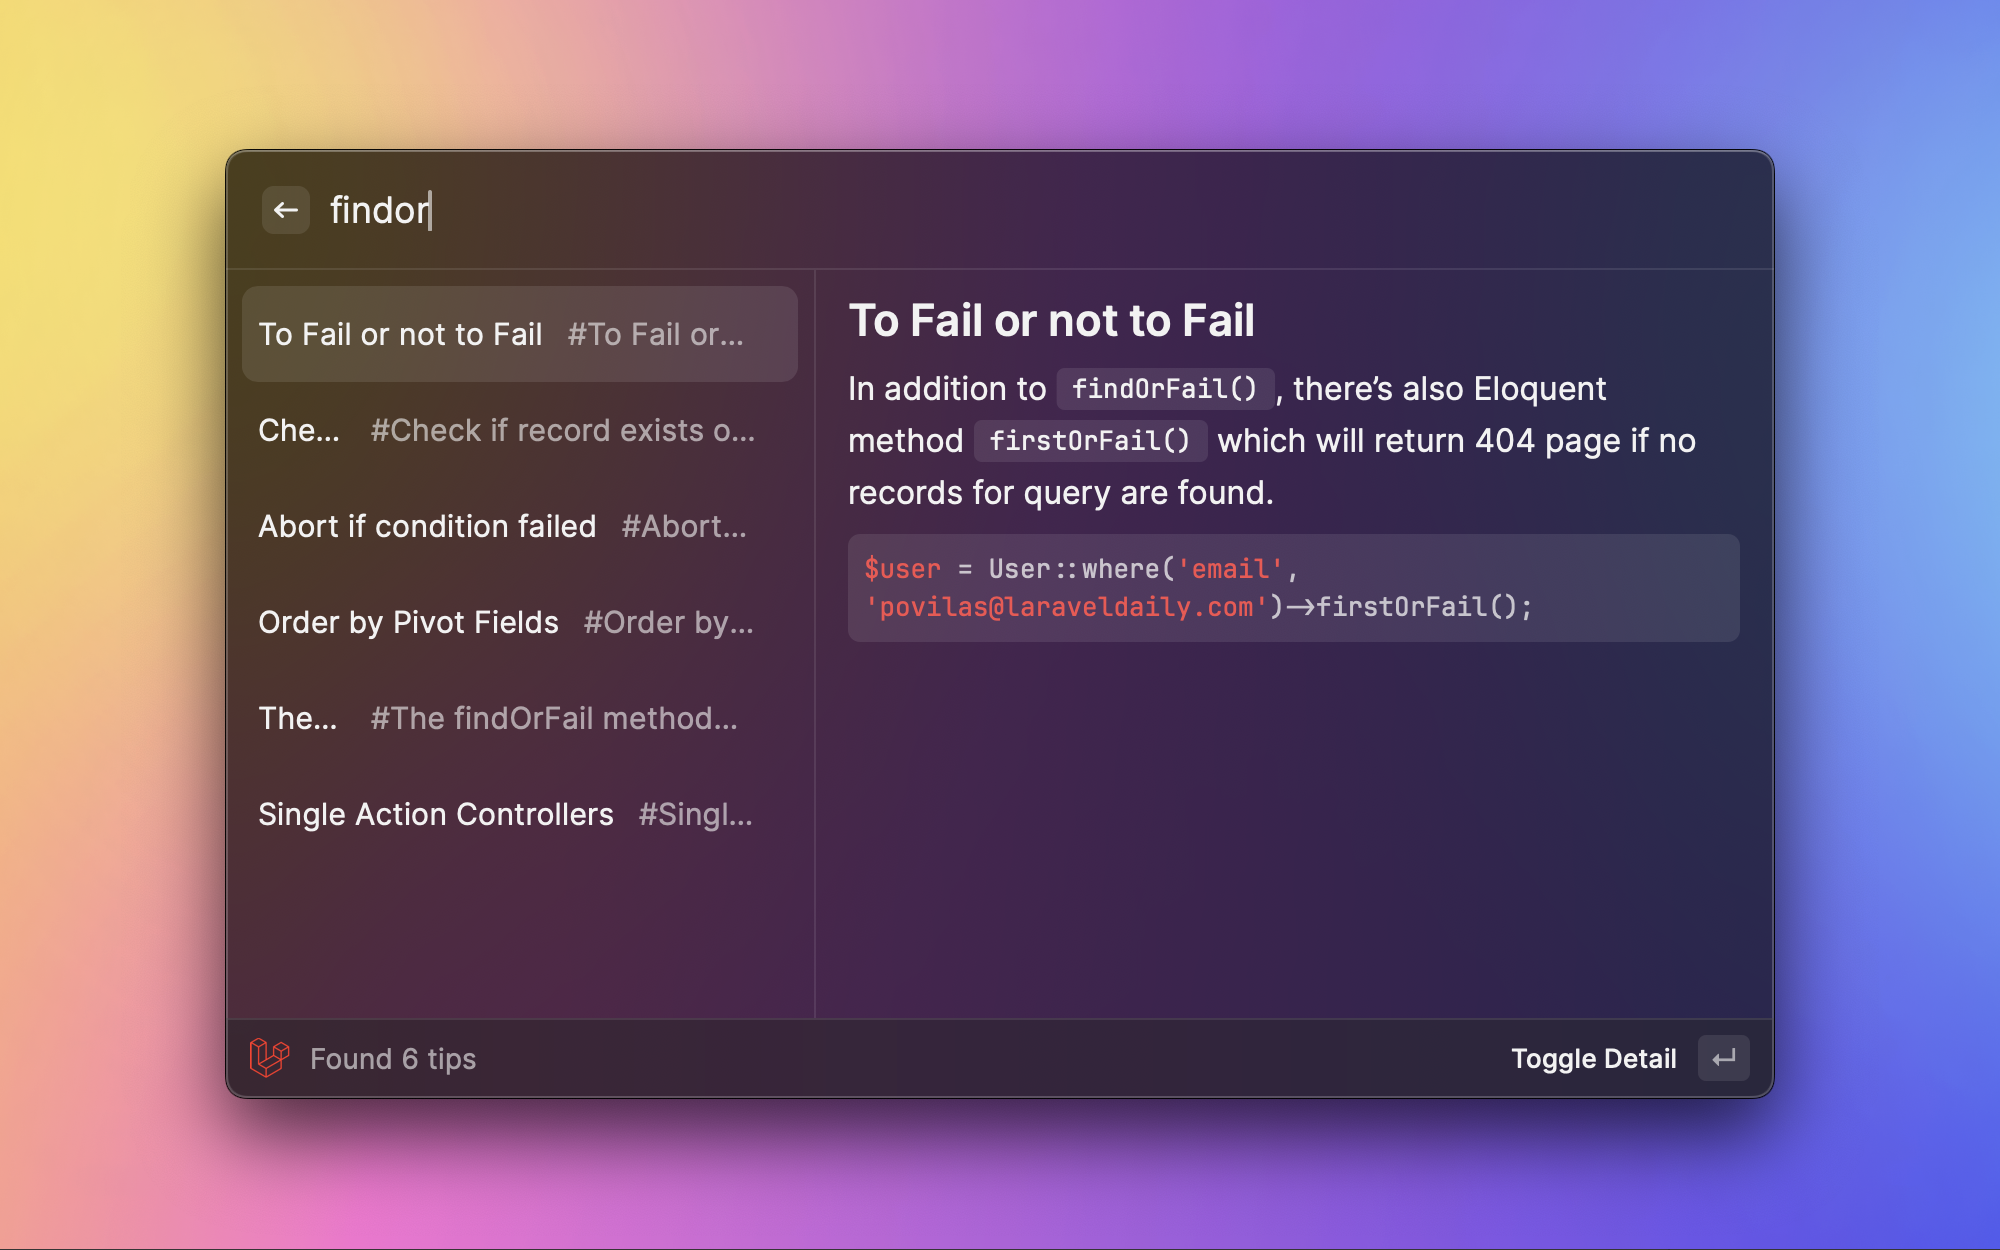 findor
To Fail or not to Fail #To Fail or...
Che... #Check if record exists o...
Abort if condition failed #Abort...
Order by Pivot Fields #Order by...
The... #The findOrFail method...
Single Action Controllers #Singl...
To Fail or not to Fail
In addition to findOrFail(), there’s also Eloquent
method firstOrFail() which will return 404 page if no
records for query are found.
$user = User::where('email',
'povilas@laraveldaily.com')->firstOrFail();
Found 6 tips
Toggle Detail